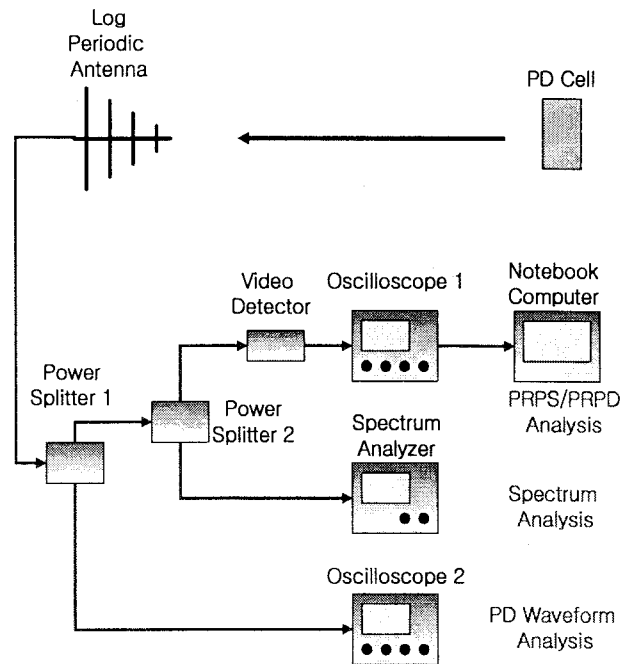 Log
Periodic
Antenna
PD Cell
Video
Detector
Oscilloscope 1
Notebook
Computer
PRPS/PRPD
Analysis
Power
Splitter 1
Power
Splitter 2
Spectrum
Analyzer
Spectrum
Analysis
Oscilloscope 2
PD Waveform
Analysis